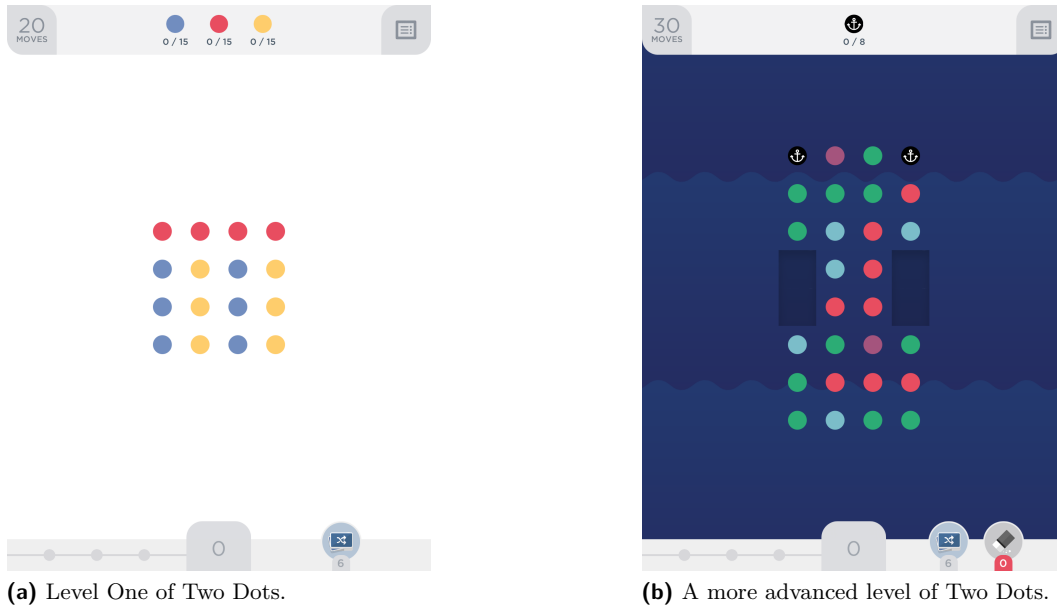 20
MOVES
0 / 15 0 / 15 0 / 15
0
6
(a) Level One of Two Dots.
30
MOVES
0 / 8
0
6
0
(b) A more advanced level of Two Dots.